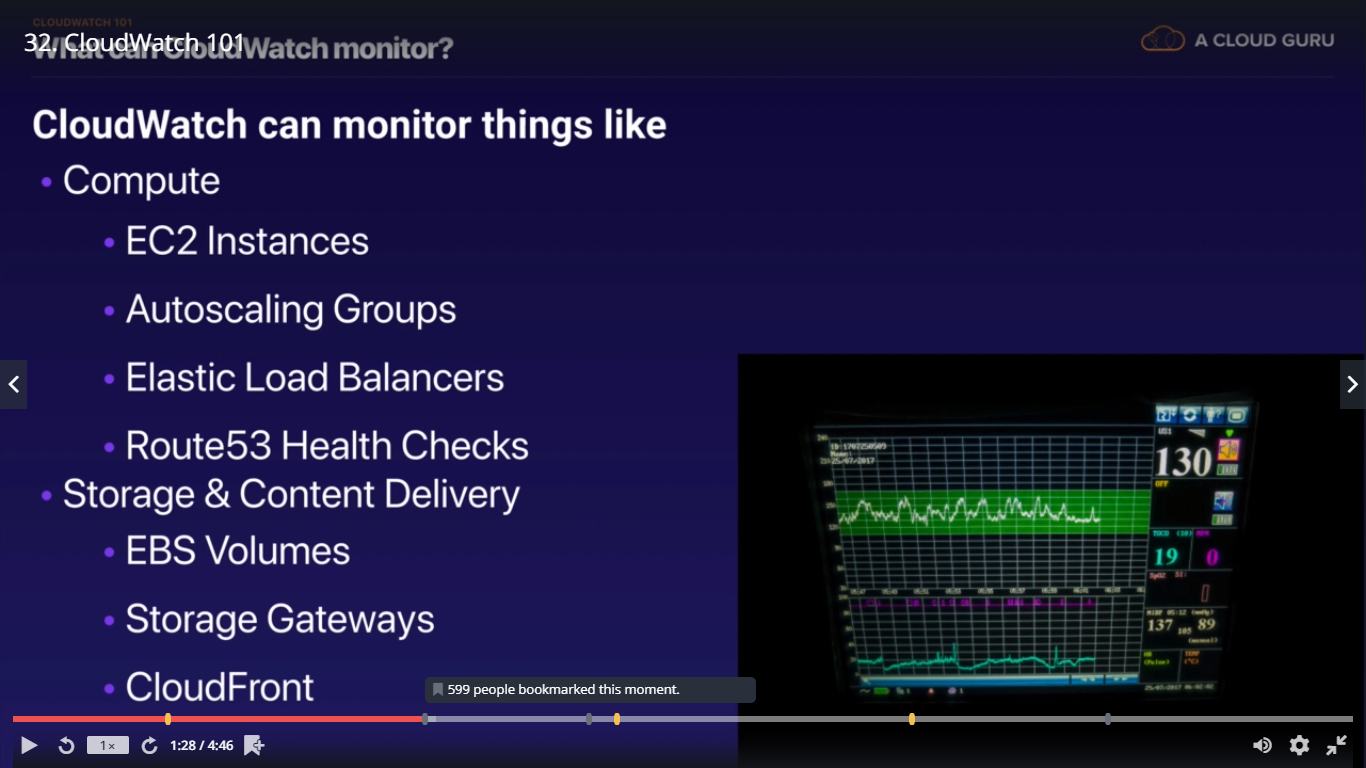 CLOUDWATCH 101
32. CloudWatch 101
What can CloudWatch monitor?
A CLOUD GURU
CloudWatch can monitor things like
• Compute
• EC2 Instances
• Autoscaling Groups
• Elastic Load Balancers
• Route53 Health Checks
• Storage & Content Delivery
• EBS Volumes
• Storage Gateways
• CloudFront
130
OFF
19 0
137 105 89
599 people bookmarked this moment.
1× 1:28 / 4:46